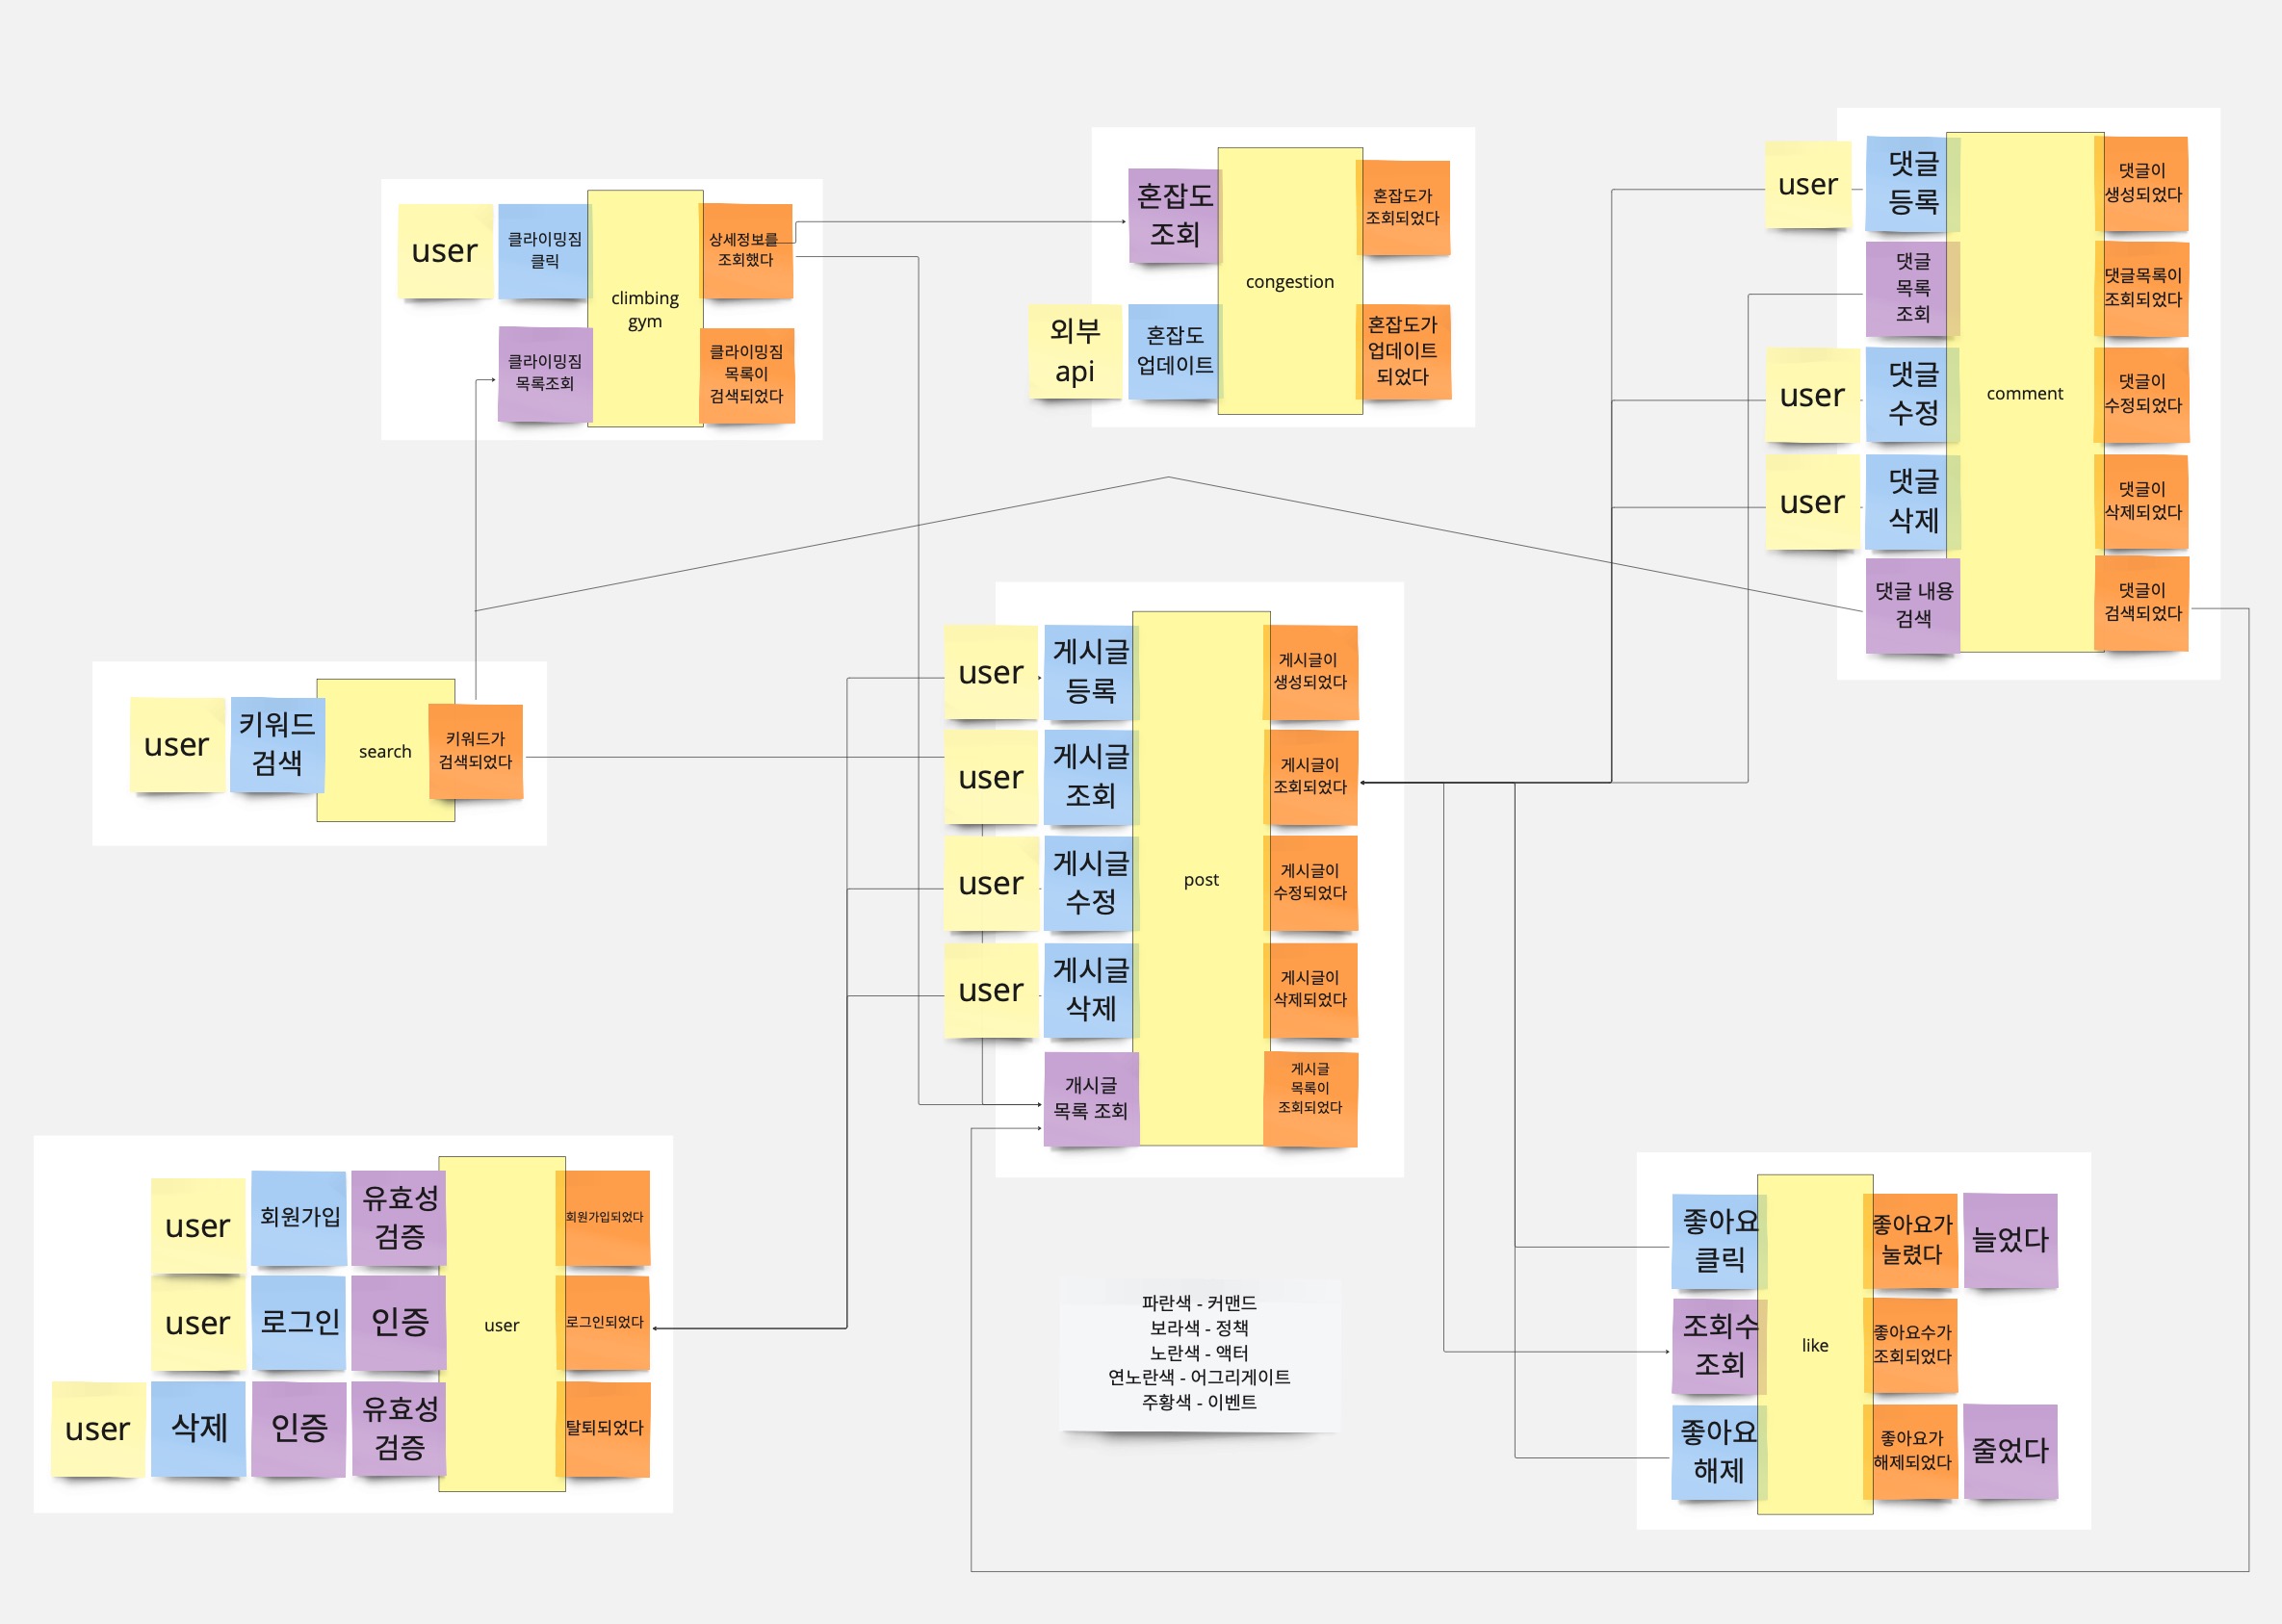 user
클라이밍짐
클릭
climbing
gym
상세정보를
조회했다
클라이밍짐
목록조회
클라이밍짐
목록이
검색되었다
혼잡도
조회
congestion
혼잡도가
조회되었다
외부
api
혼잡도
업데이트
혼잡도가
업데이트
되었다
user
댓글
등록
comment
댓글이
생성되었다
댓글
목록
조회
댓글목록이
조회되었다
user
댓글
수정
댓글이
수정되었다
user
댓글
삭제
댓글이
삭제되었다
댓글 내용
검색
댓글이
검색되었다
user
키워드
검색
search
키워드가
검색되었다
user
게시글
등록
post
게시글이
생성되었다
user
게시글
조회
게시글이
조회되었다
user
게시글
수정
게시글이
수정되었다
user
게시글
삭제
게시글이
삭제되었다
개시글
목록 조회
게시글
목록이
조회되었다
user
회원가입
유효성
검증
user
회원가입되었다
user
로그인
인증
로그인되었다
user
삭제
인증
유효성
검증
탈퇴되었다
파란색 - 커맨드
보라색 - 정책
노란색 - 액터
연노란색 - 어그리게이트
주황색 - 이벤트
좋아요
클릭
like
좋아요가
눌렸다
늘었다
조회수
조회
좋아요수가
조회되었다
좋아요
해제
좋아요가
해제되었다
줄었다